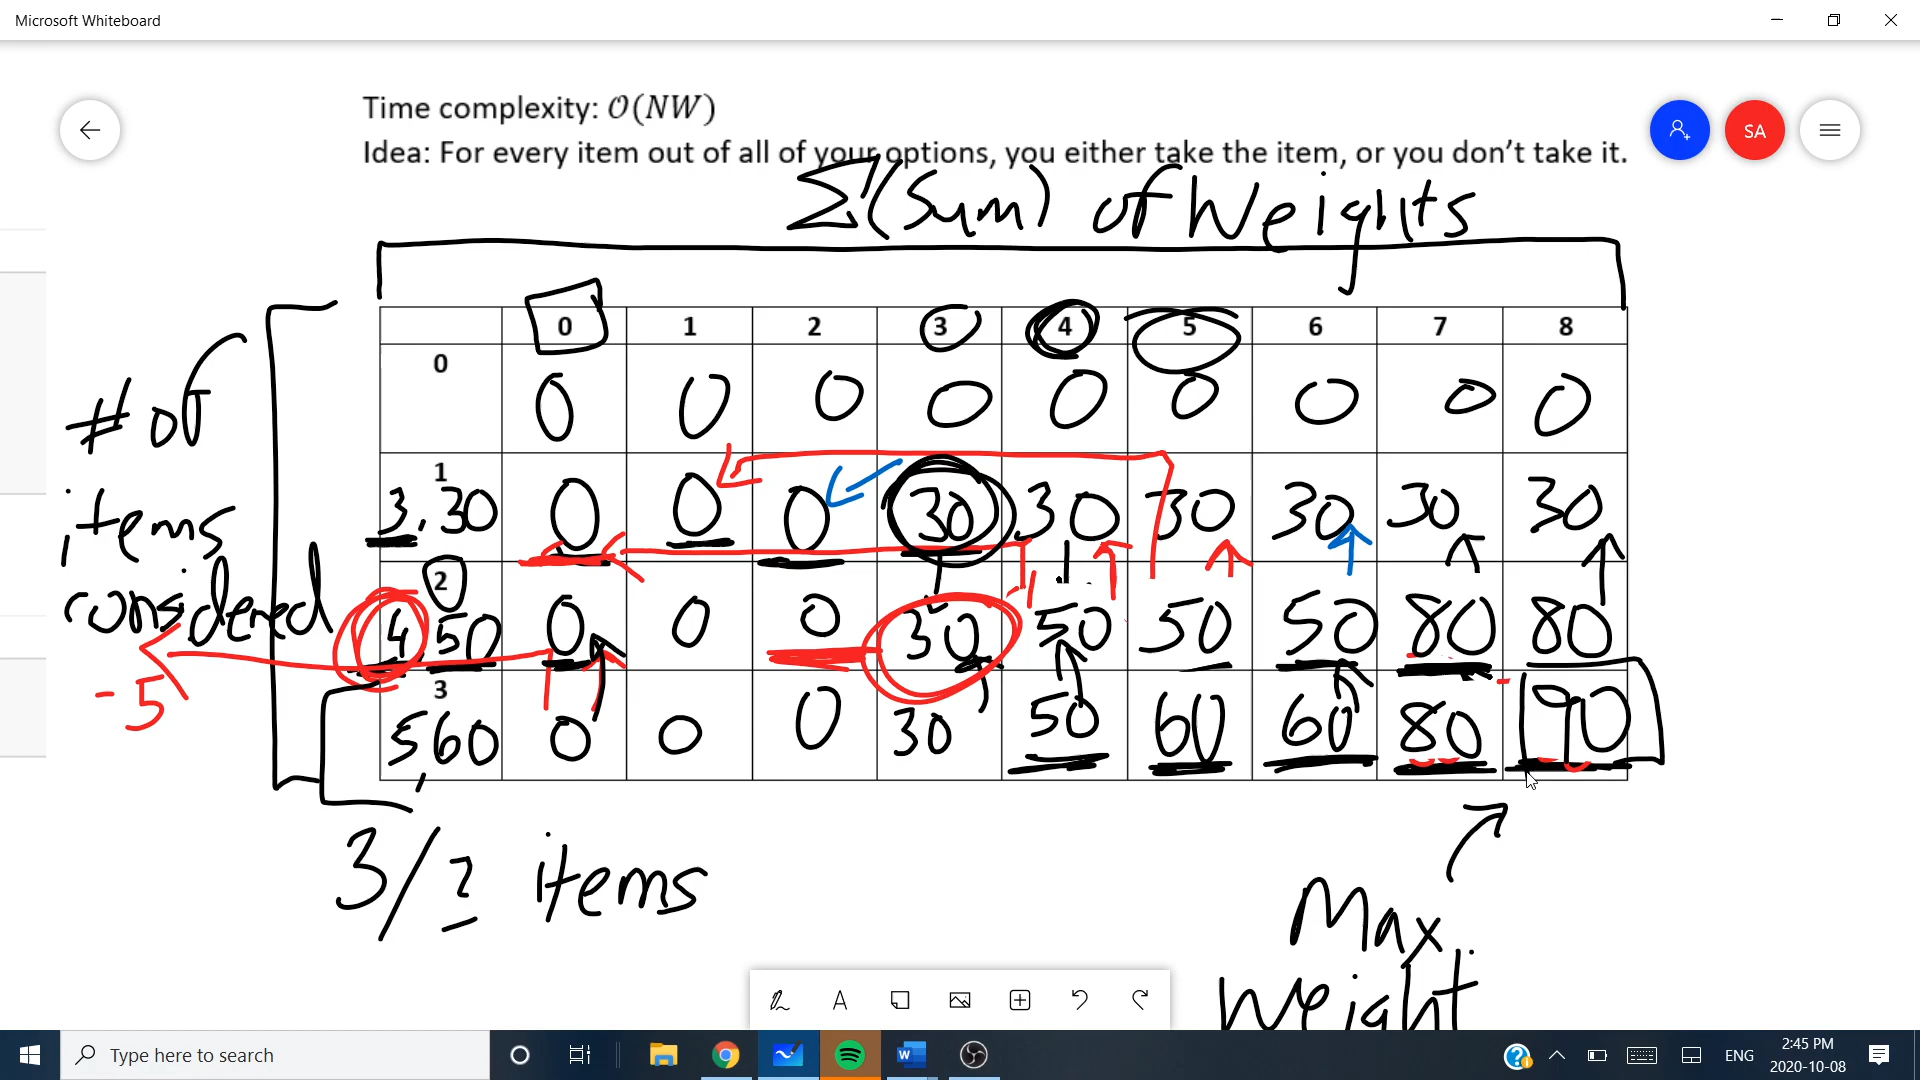 Microsoft Whiteboard
Time complexity: 𝒪(NW)
Idea: For every item out of all of your options, you either take the item, or you don't take it.
SA
Σ(Sum) of Weights
0 1 2 3 4 5 6 7 8
0
0 0 0 0 0 0 0 0 0
# of
items
considered
1
3, 30 0 0 0 30 30 30 30 30 30
2
4 50 0 0 0 30 50 50 50 80 80
-1
-5
3
5,60 0 0 0 30 50 60 60 80 90
3/? items
Max
Weight
Type here to search
ENG
2:45 PM
2020-10-08